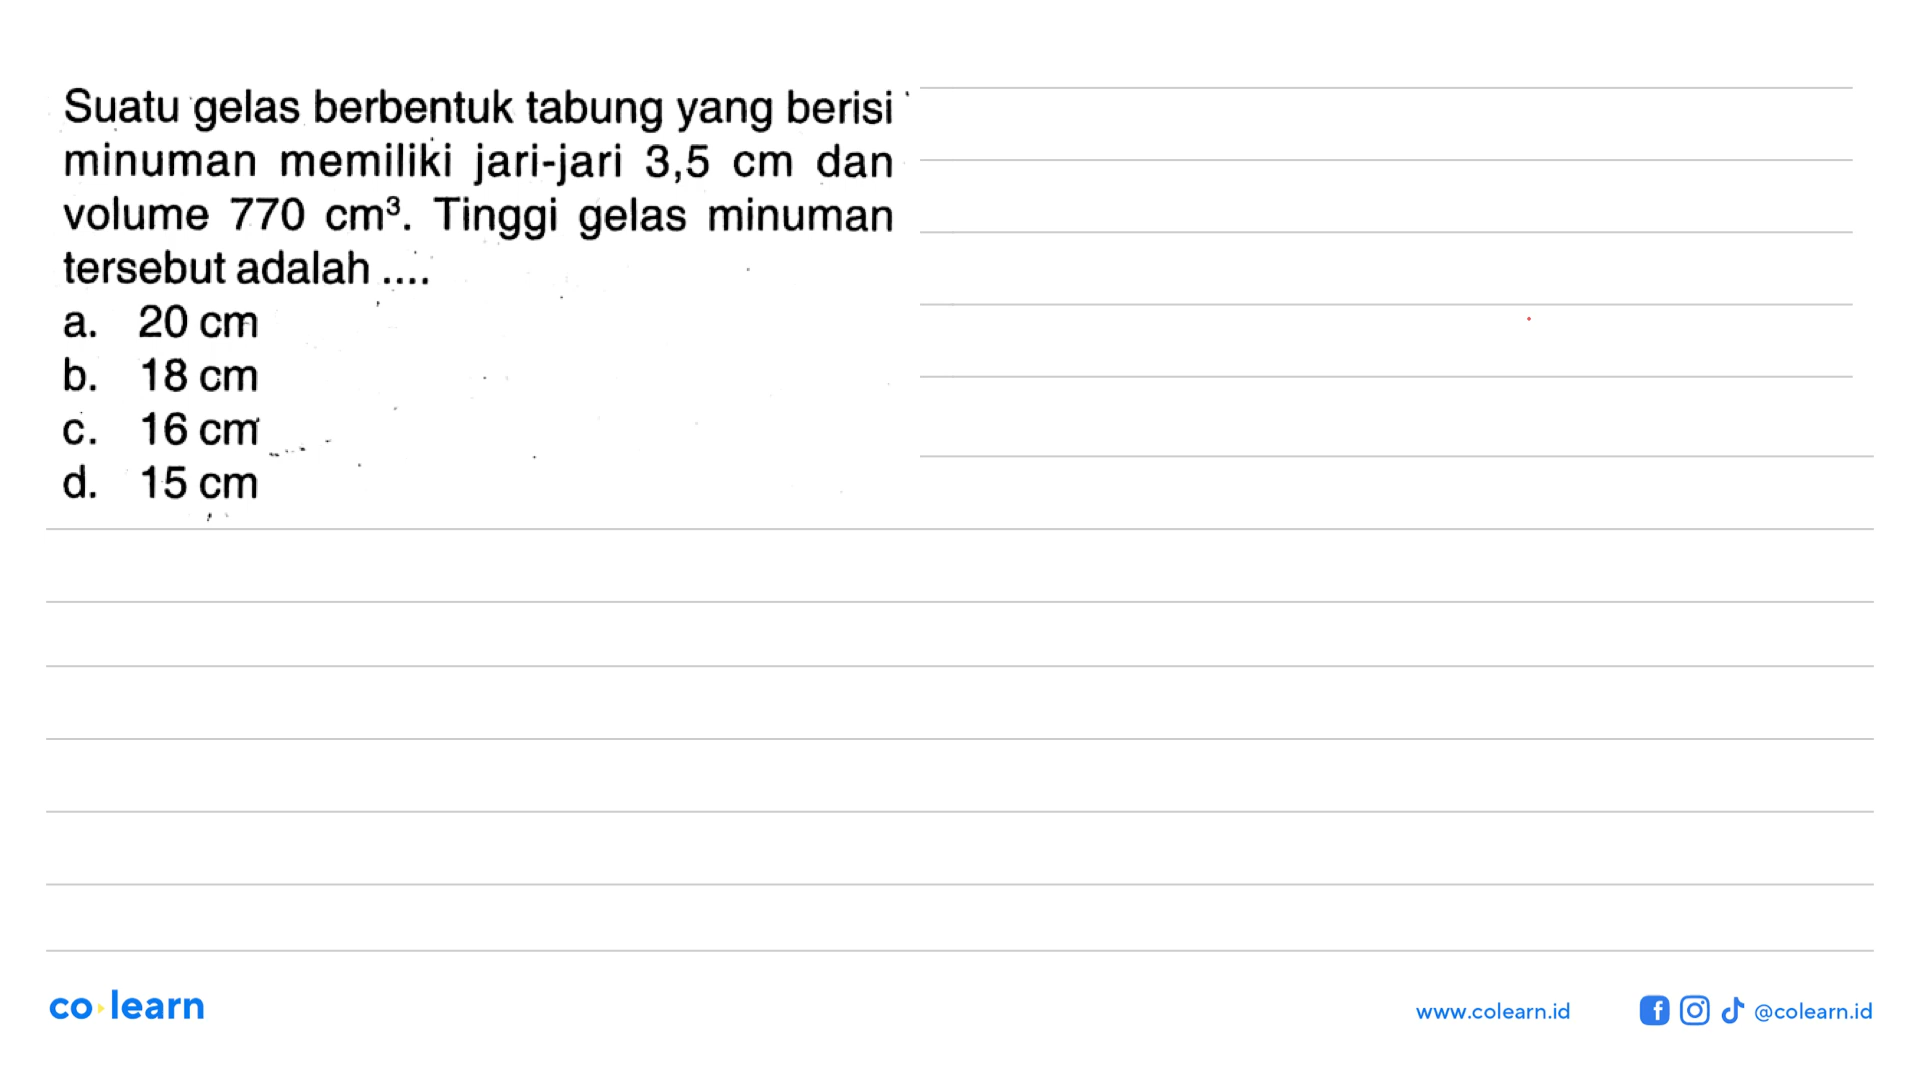 Suatu gelas berbentuk tabung yang berisi
minuman memiliki jari-jari 3,5 cm dan
volume 770 cm³. Tinggi gelas minuman
tersebut adalah ....
a. 20 cm
b. 18 cm
c. 16 cm
d. 15 cm
co learn
www.colearn.id
@colearn.id